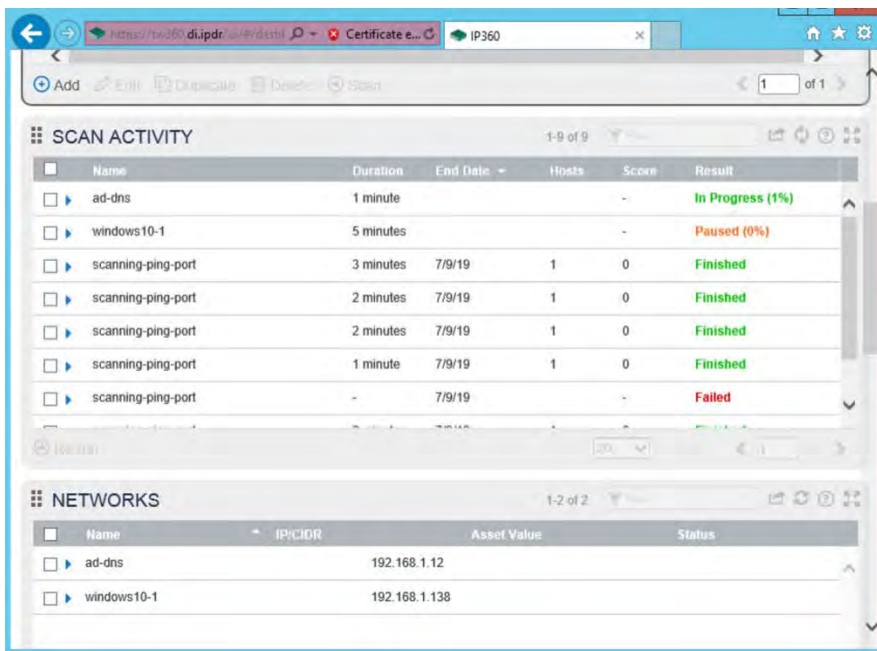 di.ipdr Certificate e... IP360
Add Edit Duplicate Delete Scan 1 of 1
SCAN ACTIVITY 1-9 of 9
Name Duration End Date Hosts Score Result
ad-dns 1 minute - In Progress (1%)
windows10-1 5 minutes - Paused (0%)
scanning-ping-port 3 minutes 7/9/19 1 0 Finished
scanning-ping-port 2 minutes 7/9/19 1 0 Finished
scanning-ping-port 2 minutes 7/9/19 1 0 Finished
scanning-ping-port 1 minute 7/9/19 1 0 Finished
scanning-ping-port - 7/9/19 - Failed
20 1
NETWORKS 1-2 of 2
Name IP/CIDR Asset Value Status
ad-dns 192.168.1.12
windows10-1 192.168.1.138